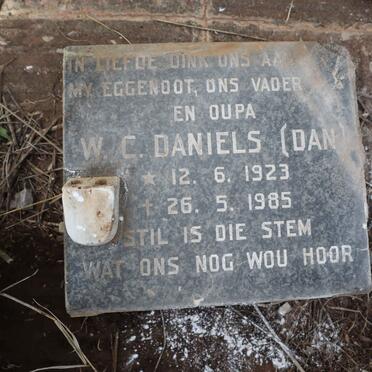 IN LIEFDE DINK ONS AAN
MY EGGENOOT, ONS VADER
EN OUPA
W. C. DANIELS (DAN)
* 12. 6. 1923
† 26. 5. 1985
STIL IS DIE STEM
WAT ONS NOG WOU HOOR